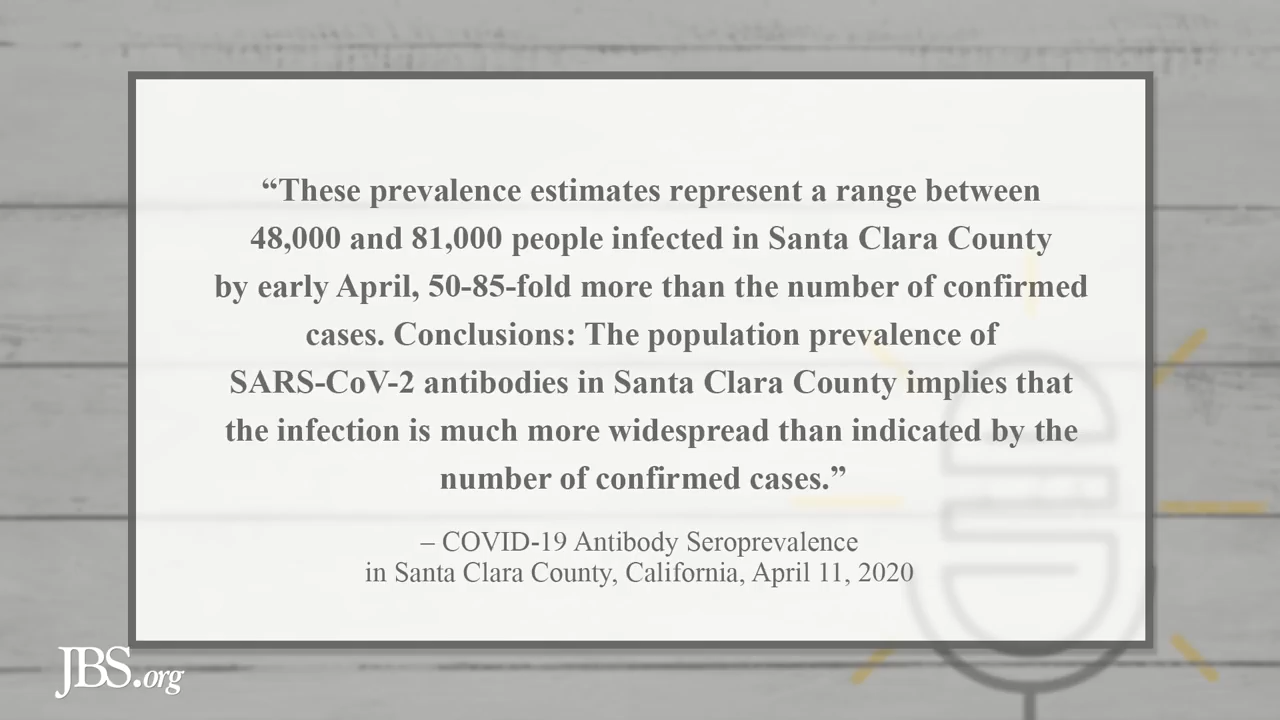 “These prevalence estimates represent a range between
48,000 and 81,000 people infected in Santa Clara County
by early April, 50-85-fold more than the number of confirmed
cases. Conclusions: The population prevalence of
SARS-CoV-2 antibodies in Santa Clara County implies that
the infection is much more widespread than indicated by the
number of confirmed cases.”
– COVID-19 Antibody Seroprevalence
in Santa Clara County, California, April 11, 2020
JBS.org